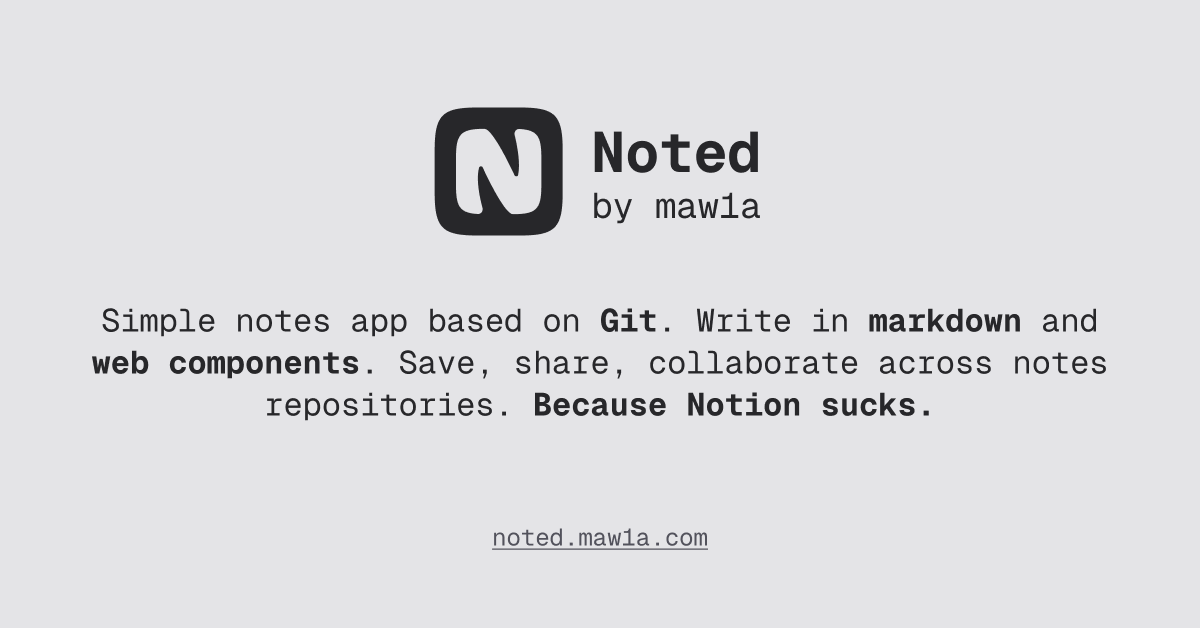 Noted
by maw1a
Simple notes app based on Git. Write in markdown and
web components. Save, share, collaborate across notes
repositories. Because Notion sucks.
noted.maw1a.com